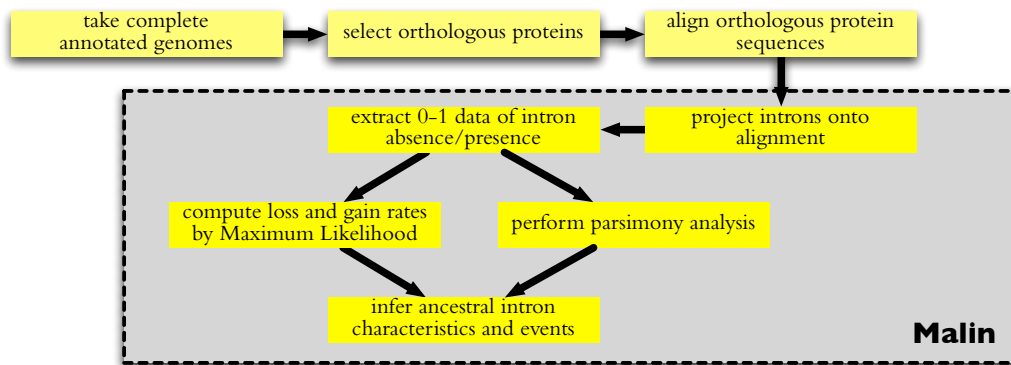 take complete
annotated genomes
select orthologous proteins
align orthologous protein
sequences
project introns onto
alignment
extract 0-1 data of intron
absence/presence
compute loss and gain rates
by Maximum Likelihood
perform parsimony analysis
infer ancestral intron
characteristics and events
Malin